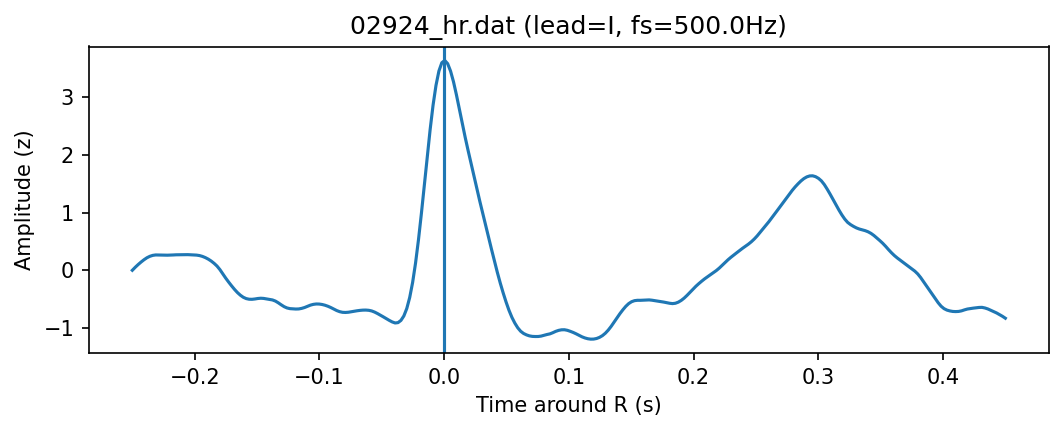 02924_hr.dat (lead=I, fs=500.0Hz)
Amplitude (z)
3
2
1
0
−1
−0.2 −0.1 0.0 0.1 0.2 0.3 0.4
Time around R (s)